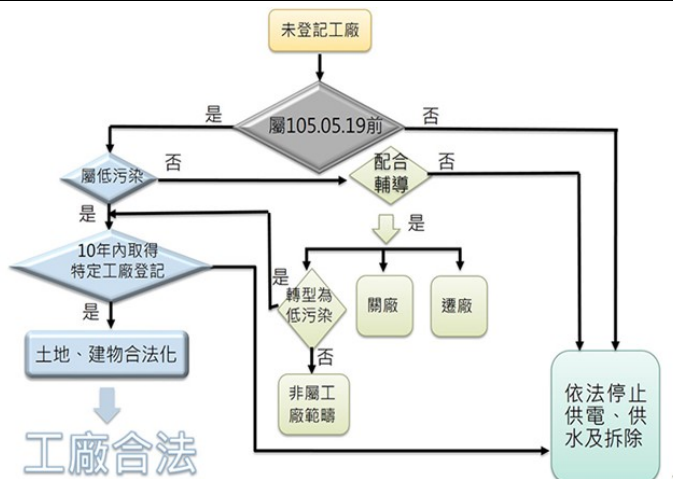 未登記工廠
是
屬105.05.19前
否
屬低污染
否
配合
輔導
否
是
是
10年內取得
特定工廠登記
是
轉型為
低污染
關廠
遷廠
是
否
土地、建物合法化
非屬工
廠範疇
依法停止
供電、供
水及拆除
工廠合法